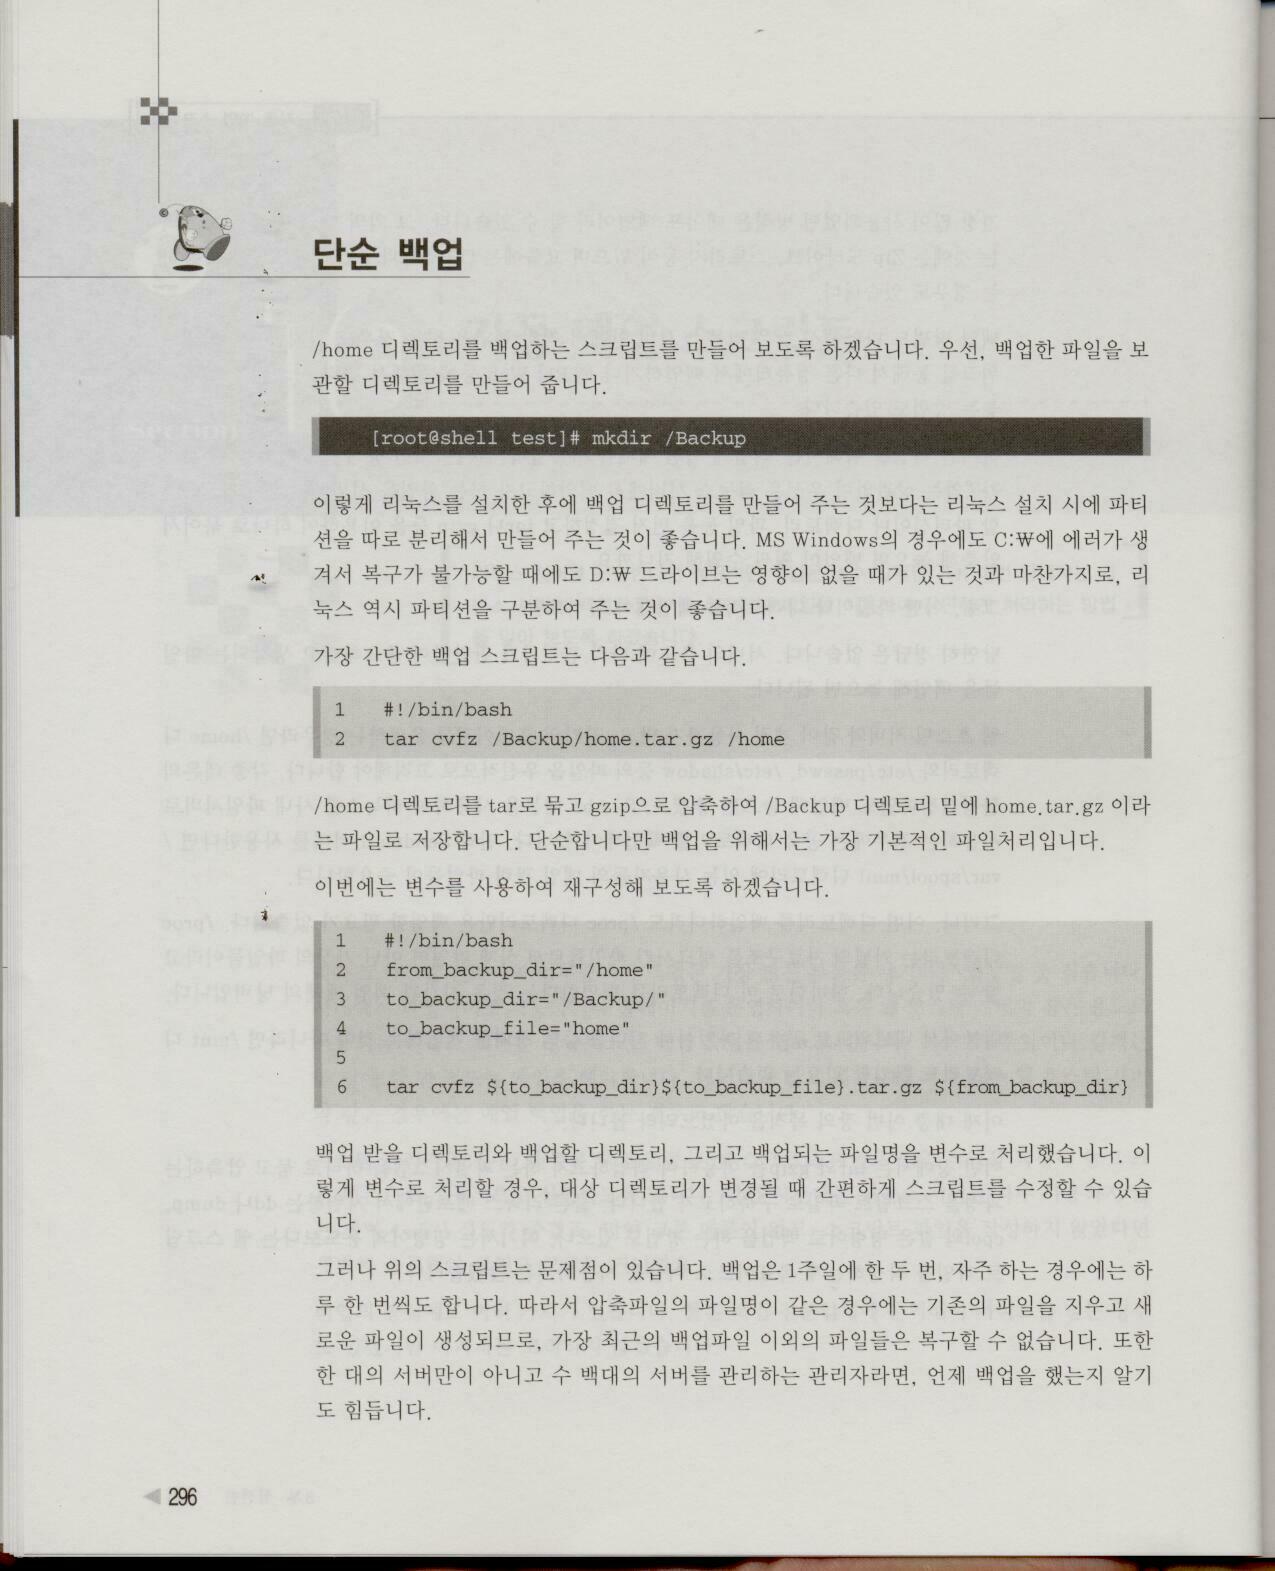 단순 백업
/home 디렉토리를 백업하는 스크립트를 만들어 보도록 하겠습니다. 우선, 백업한 파일을 보
관할 디렉토리를 만들어 줍니다.
[root@shell test]# mkdir /Backup
이렇게 리눅스를 설치한 후에 백업 디렉토리를 만들어 주는 것보다는 리눅스 설치 시에 파티
션을 따로 분리해서 만들어 주는 것이 좋습니다. MS Windows의 경우에도 C:₩에 에러가 생
겨서 복구가 불가능할 때에도 D:₩ 드라이브는 영향이 없을 때가 있는 것과 마찬가지로, 리
눅스 역시 파티션을 구분하여 주는 것이 좋습니다.
가장 간단한 백업 스크립트는 다음과 같습니다.
1 #!/bin/bash
2 tar cvfz /Backup/home.tar.gz /home
/home 디렉토리를 tar로 묶고 gzip으로 압축하여 /Backup 디렉토리 밑에 home.tar.gz 이라
는 파일로 저장합니다. 단순합니다만 백업을 위해서는 가장 기본적인 파일처리입니다.
이번에는 변수를 사용하여 재구성해 보도록 하겠습니다.
1 #!/bin/bash
2 from_backup_dir="/home"
3 to_backup_dir="/Backup/"
4 to_backup_file="home"
5
6 tar cvfz ${to_backup_dir}${to_backup_file}.tar.gz ${from_backup_dir}
백업 받을 디렉토리와 백업할 디렉토리, 그리고 백업되는 파일명을 변수로 처리했습니다. 이
렇게 변수로 처리할 경우, 대상 디렉토리가 변경될 때 간편하게 스크립트를 수정할 수 있습
니다.
그러나 위의 스크립트는 문제점이 있습니다. 백업은 1주일에 한 두 번, 자주 하는 경우에는 하
루 한 번씩도 합니다. 따라서 압축파일의 파일명이 같은 경우에는 기존의 파일을 지우고 새
로운 파일이 생성되므로, 가장 최근의 백업파일 이외의 파일들은 복구할 수 없습니다. 또한
한 대의 서버만이 아니고 수 백대의 서버를 관리하는 관리자라면, 언제 백업을 했는지 알기
도 힘듭니다.
296